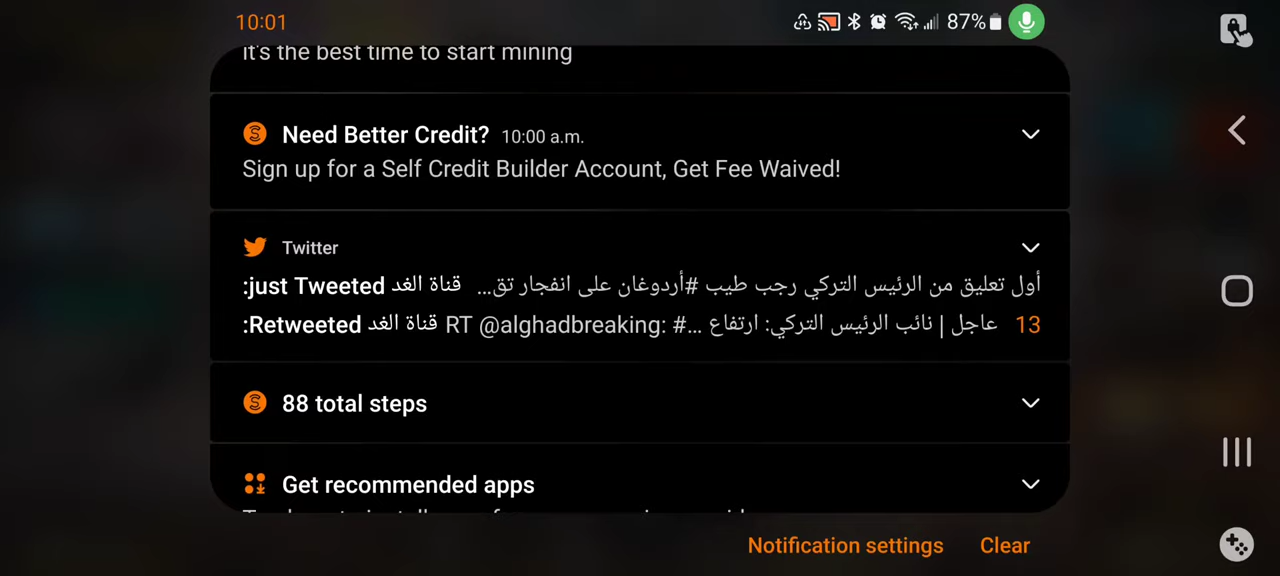 10:01
87%
it's the best time to start mining
Need Better Credit? 10:00 a.m.
Sign up for a Self Credit Builder Account, Get Fee Waived!
Twitter
قناة الغد just Tweeted: أول تعليق من الرئيس التركي رجب طيب #أردوغان على انفجار تق...
قناة الغد Retweeted: RT @alghadbreaking: #عاجل | نائب الرئيس التركي: ارتفاع... 13
88 total steps
Get recommended apps
Notification settings Clear